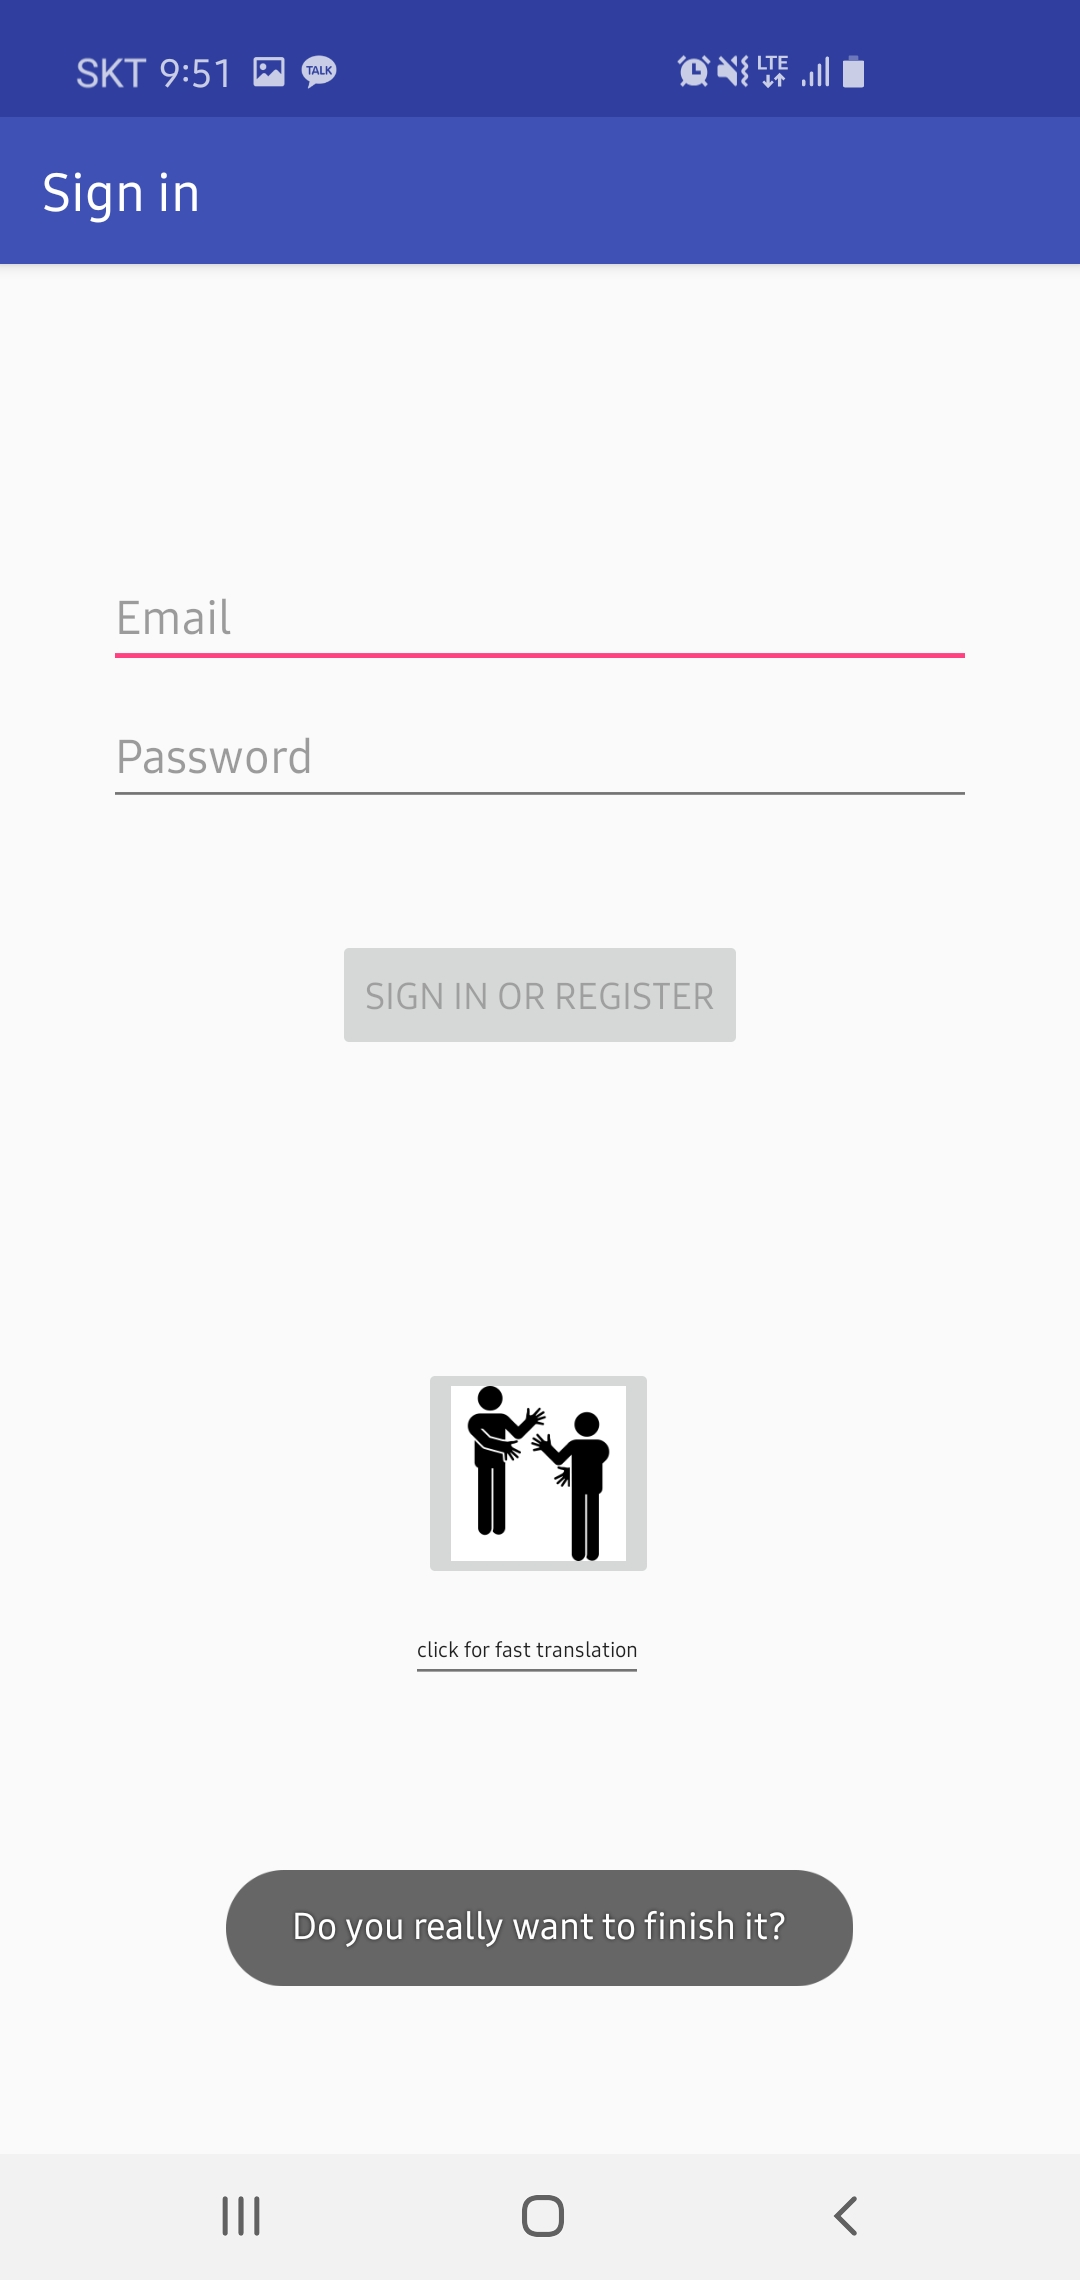 SKT 9:51 TALK LTE
Sign in
Email
Password
SIGN IN OR REGISTER
click for fast translation
Do you really want to finish it?